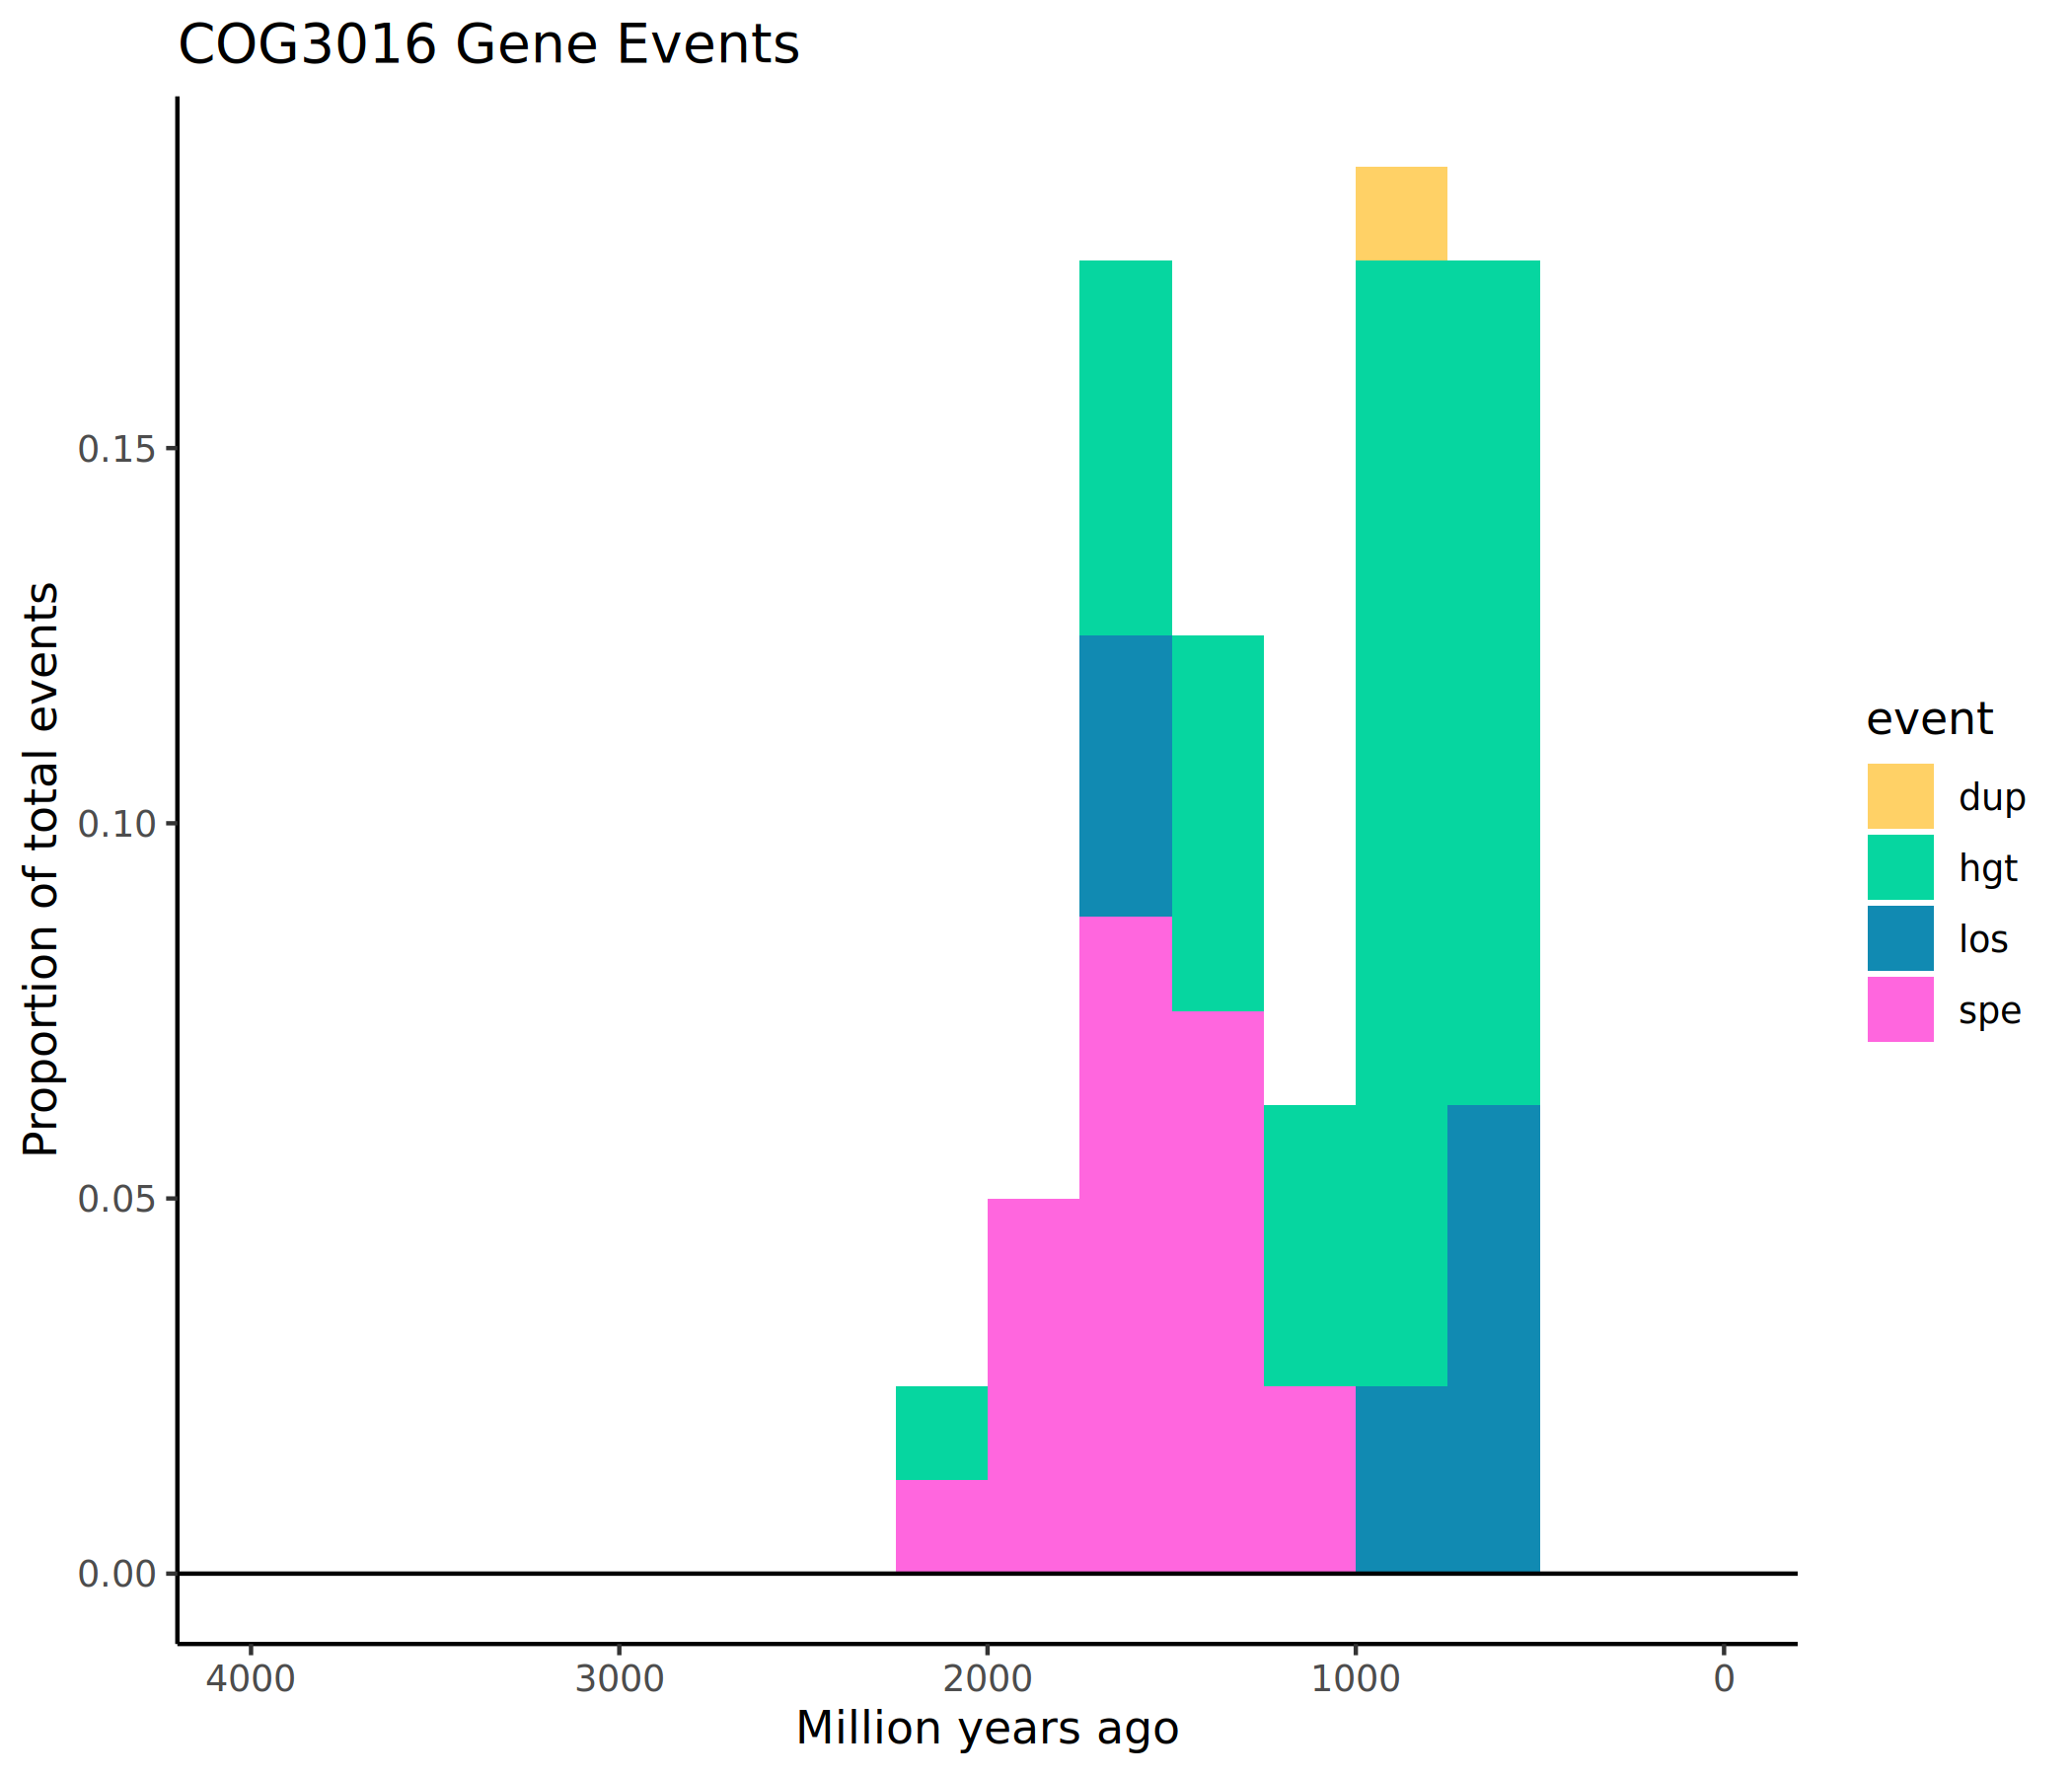 COG3016 Gene Events
Proportion of total events
0.15
0.10
0.05
0.00
4000 3000 2000 1000 0
Million years ago
event
dup
hgt
los
spe